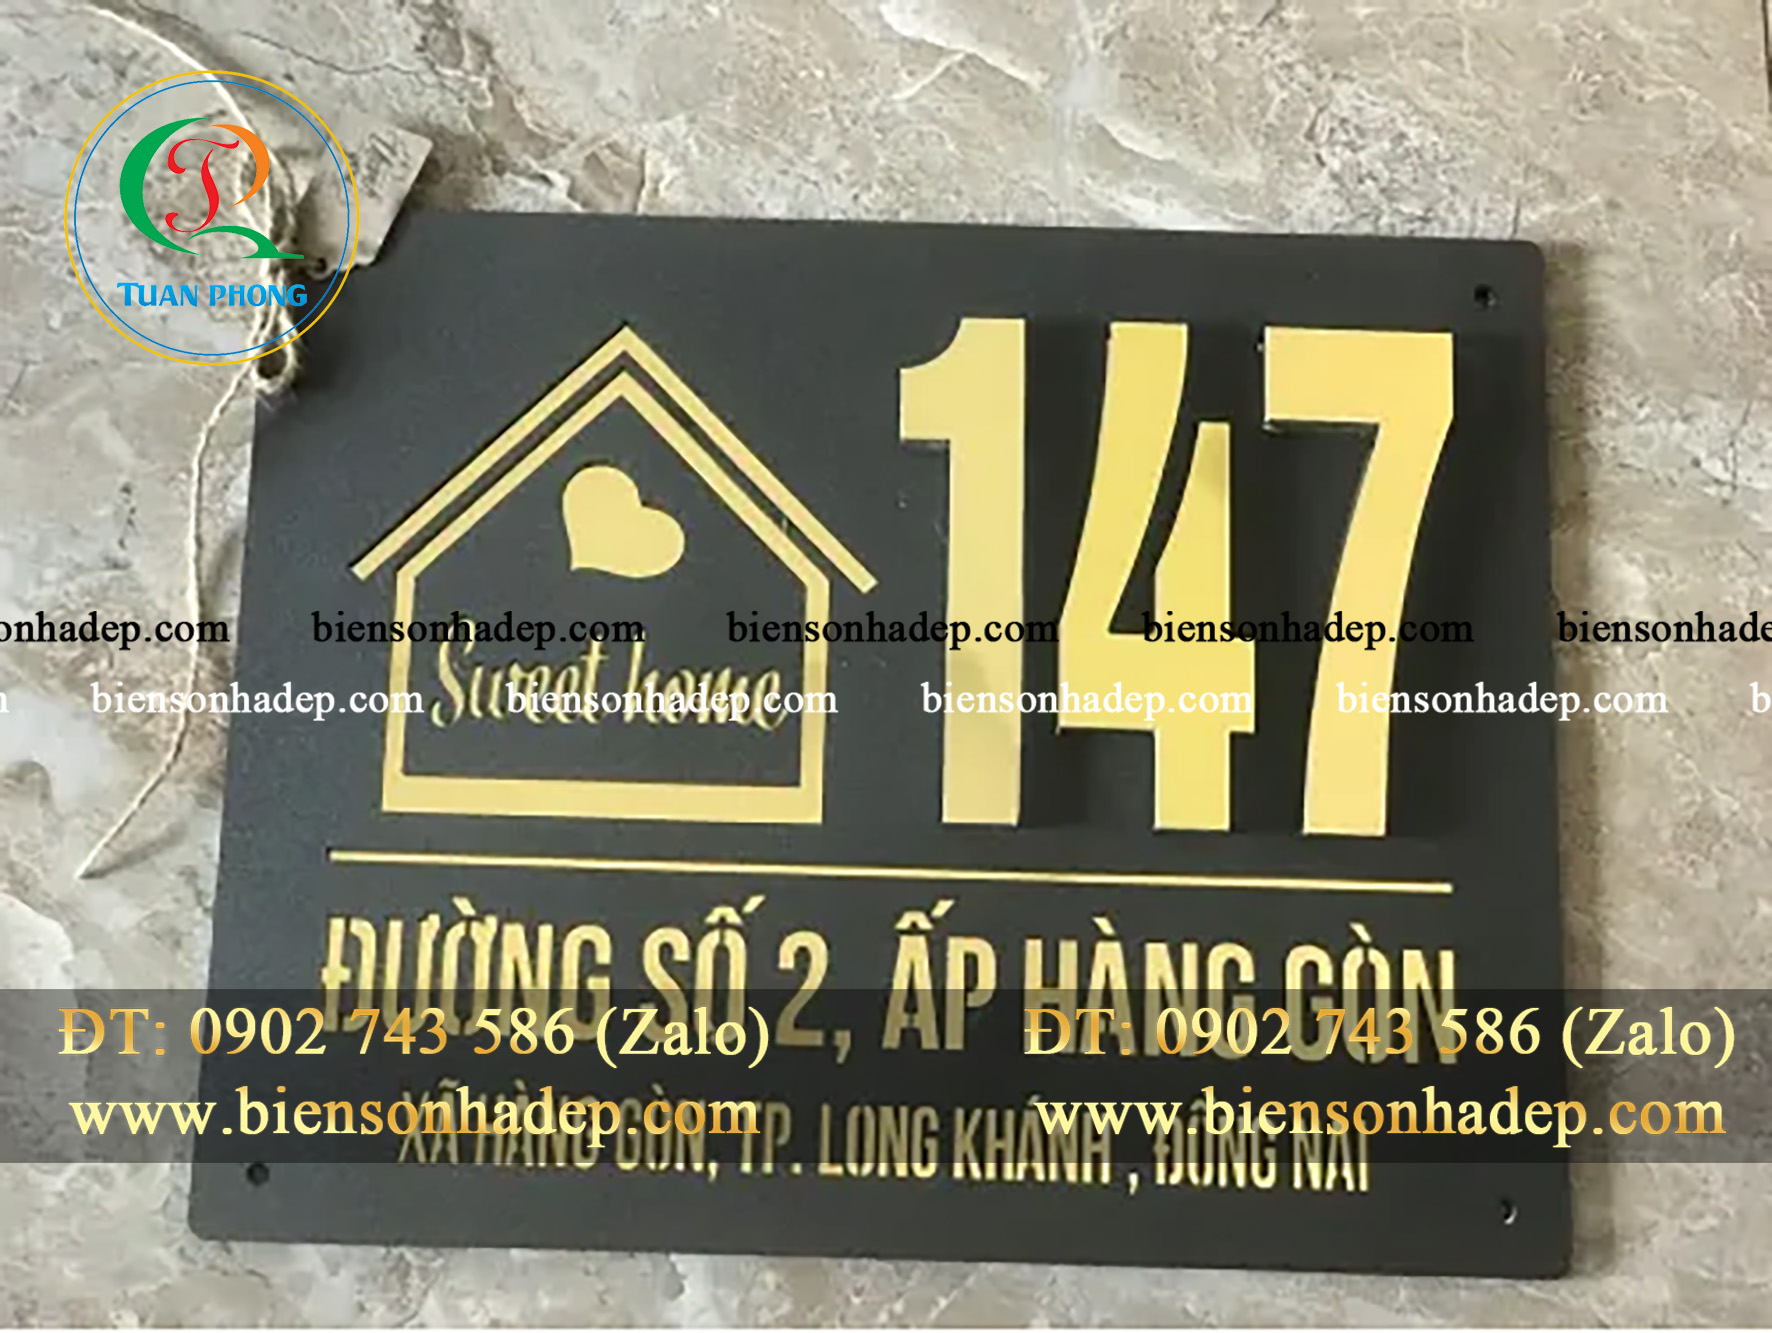 TUAN PHONG
147
Sweet home
onhadep.com biensonhadep.com biensonhadep.com biensonhadep.com biensonhade
m biensonhadep.com biensonhadep.com biensonhadep.com biensonhadep.com b
ĐƯỜNG SỐ 2, ẤP HÀNG GÒN
ĐT: 0902 743 586 (Zalo) ĐT: 0902 743 586 (Zalo)
www.biensonhadep.com www.biensonhadep.com
XÃ HÀNG GÒN, TP. LONG KHÁNH , ĐỒNG NAI